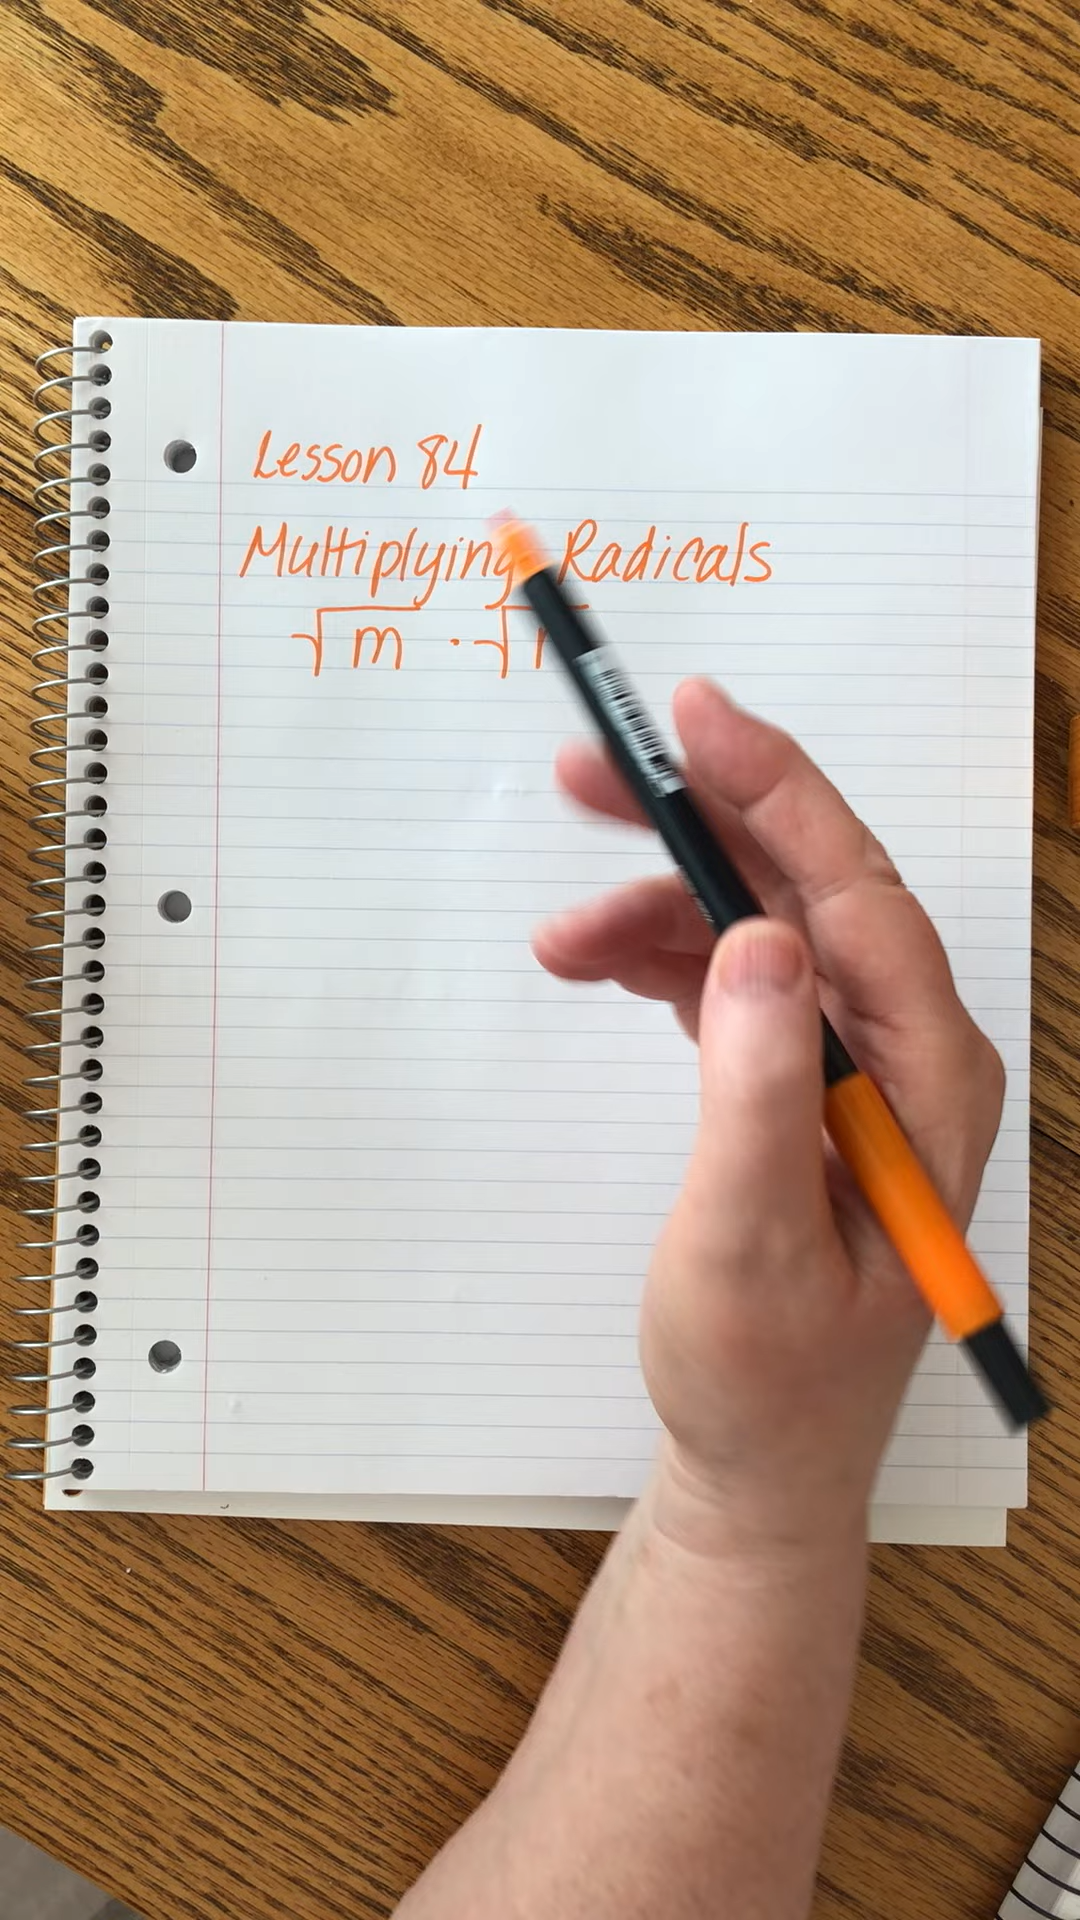 Lesson 84
Multiplying Radicals
√m · √